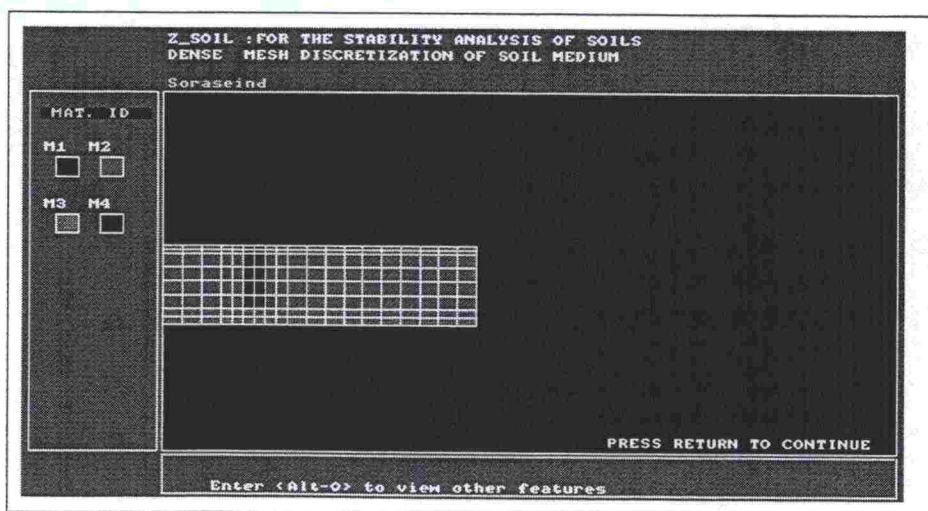 Z_SOIL :FOR THE STABILITY ANALYSIS OF SOILS
DENSE MESH DISCRETIZATION OF SOIL MEDIUM
Soraseind
MAT. ID
M1 M2
M3 M4
PRESS RETURN TO CONTINUE
Enter <Alt-O> to view other features